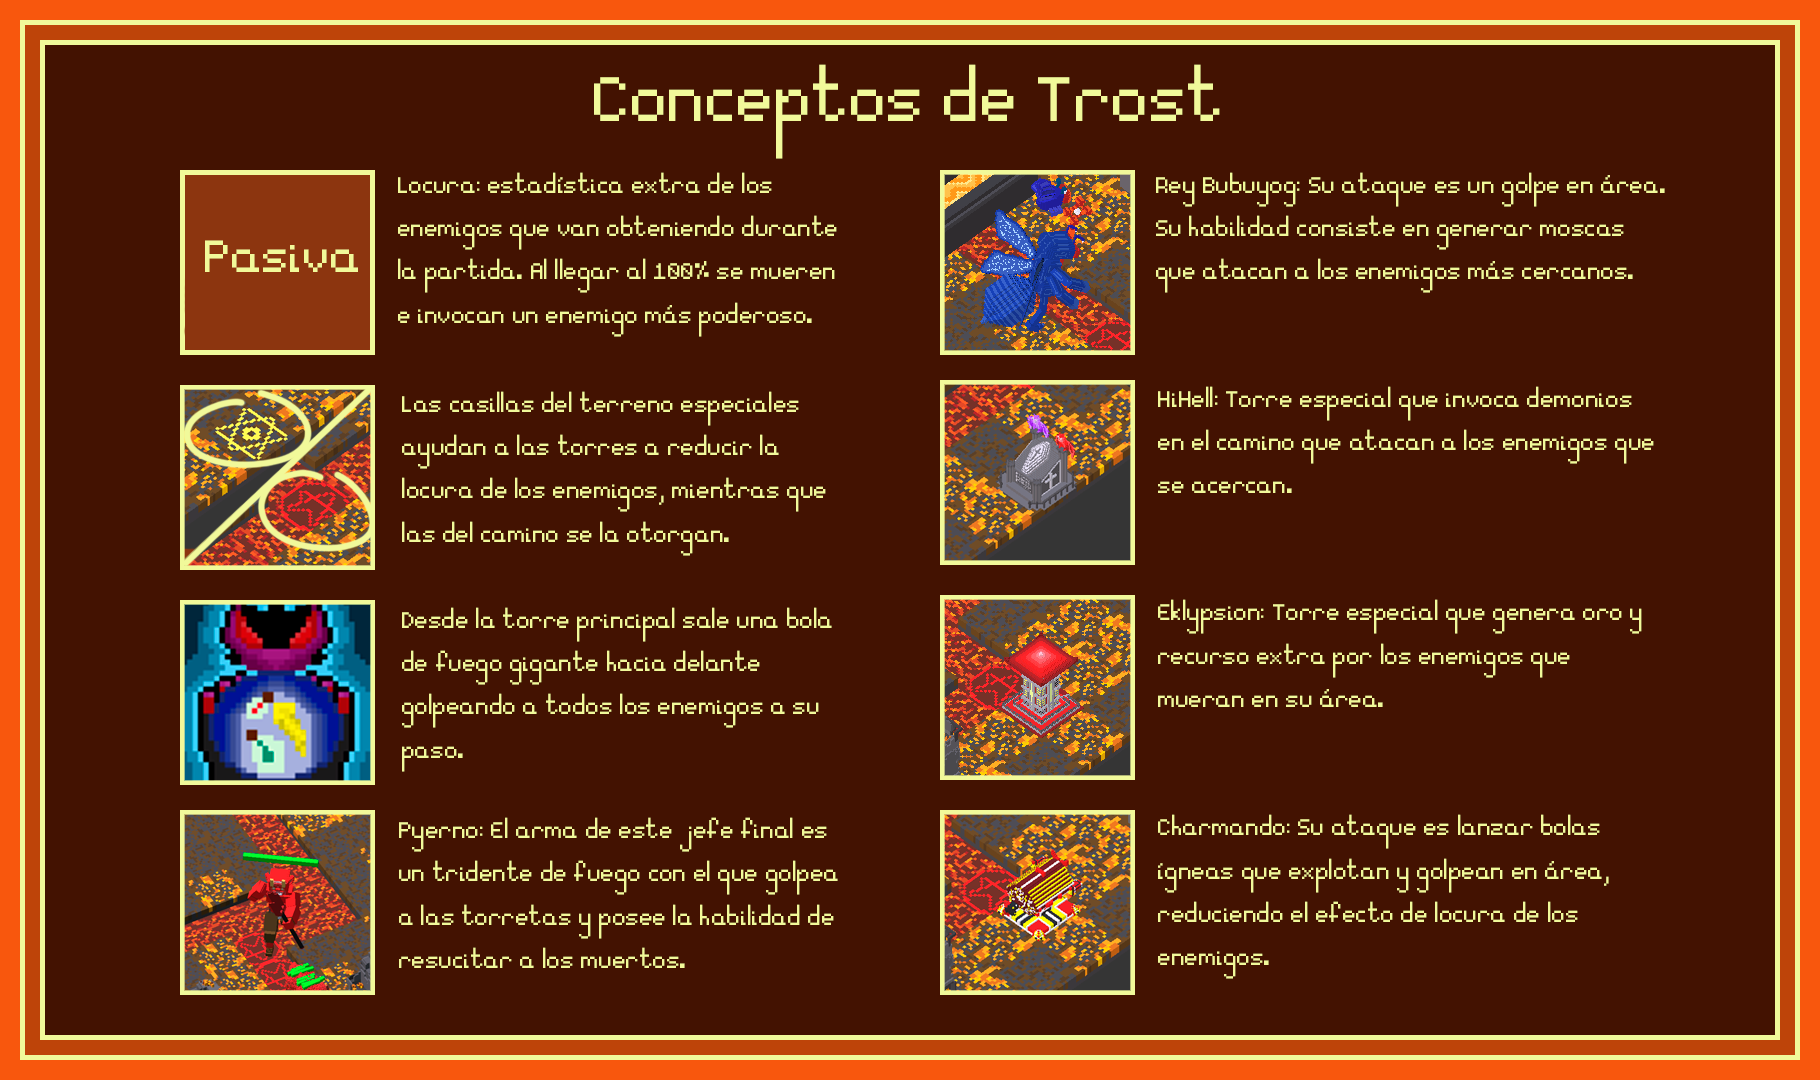 Conceptos de Trost
Pasiva
Locura: estadística extra de los
enemigos que van obteniendo durante
la partida. Al llegar al 100% se mueren
e invocan un enemigo más poderoso.
Las casillas del terreno especiales
ayudan a las torres a reducir la
locura de los enemigos, mientras que
las del camino se la otorgan.
Desde la torre principal sale una bola
de fuego gigante hacia delante
golpeando a todos los enemigos a su
paso.
Pyerno: El arma de este jefe final es
un tridente de fuego con el que golpea
a las torretas y posee la habilidad de
resucitar a los muertos.
Rey Bubuyog: Su ataque es un golpe en área.
Su habilidad consiste en generar moscas
que atacan a los enemigos más cercanos.
HiHell: Torre especial que invoca demonios
en el camino que atacan a los enemigos que
se acercan.
Eklypsion: Torre especial que genera oro y
recurso extra por los enemigos que
mueran en su área.
Charmando: Su ataque es lanzar bolas
ígneas que explotan y golpean en área,
reduciendo el efecto de locura de los
enemigos.